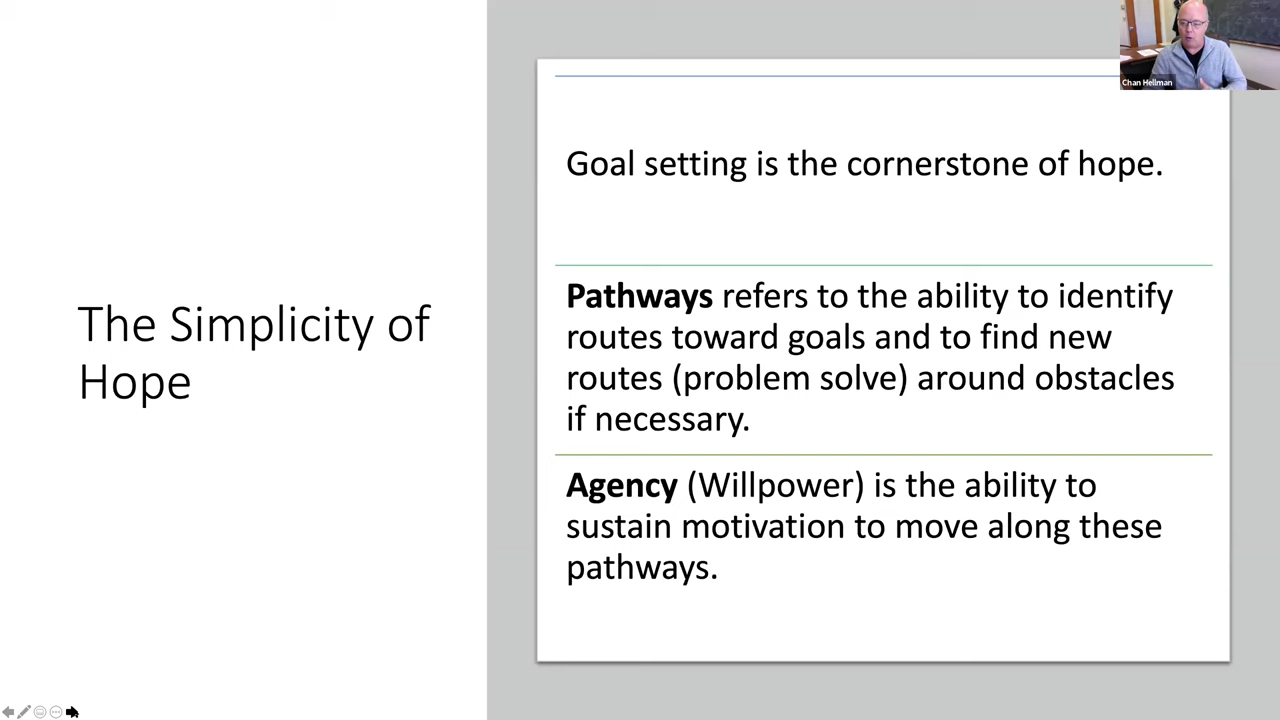 Chan Hellman
The Simplicity of
Hope
Goal setting is the cornerstone of hope.
Pathways refers to the ability to identify
routes toward goals and to find new
routes (problem solve) around obstacles
if necessary.
Agency (Willpower) is the ability to
sustain motivation to move along these
pathways.